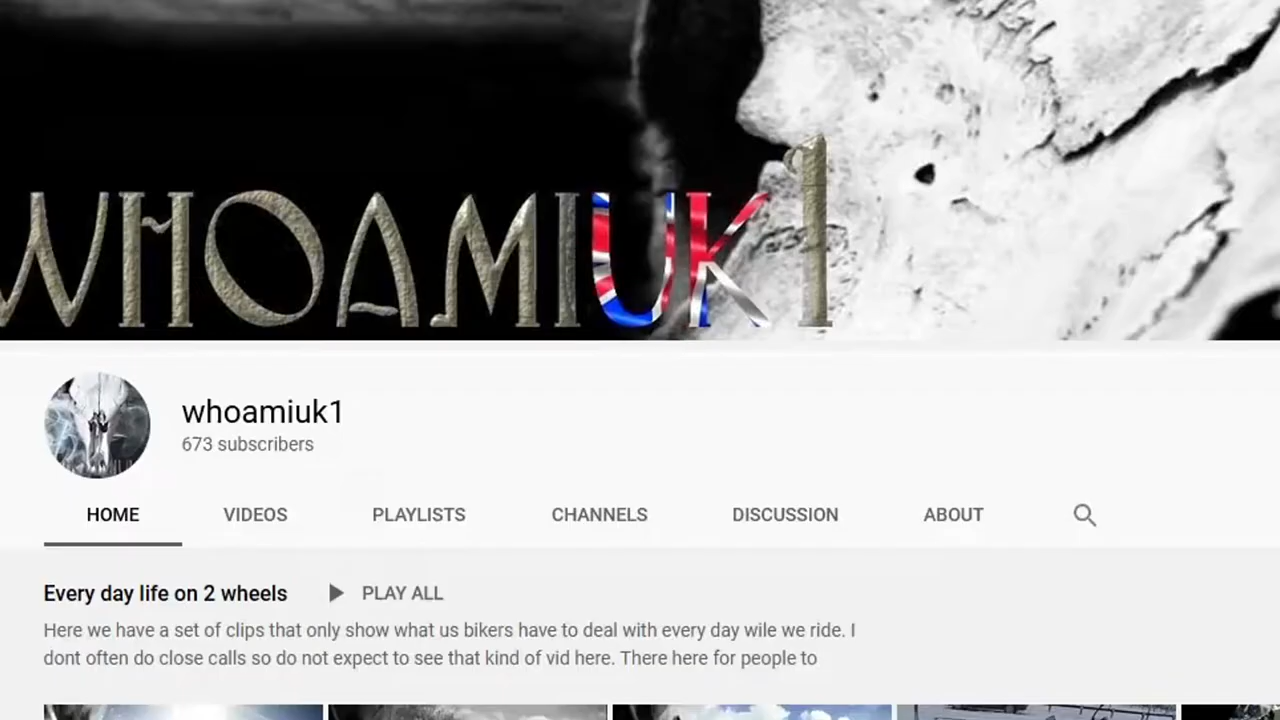 WHOAMIUK1
whoamiuk1
673 subscribers
HOME VIDEOS PLAYLISTS CHANNELS DISCUSSION ABOUT
Every day life on 2 wheels PLAY ALL
Here we have a set of clips that only show what us bikers have to deal with every day wile we ride. I
dont often do close calls so do not expect to see that kind of vid here. There here for people to